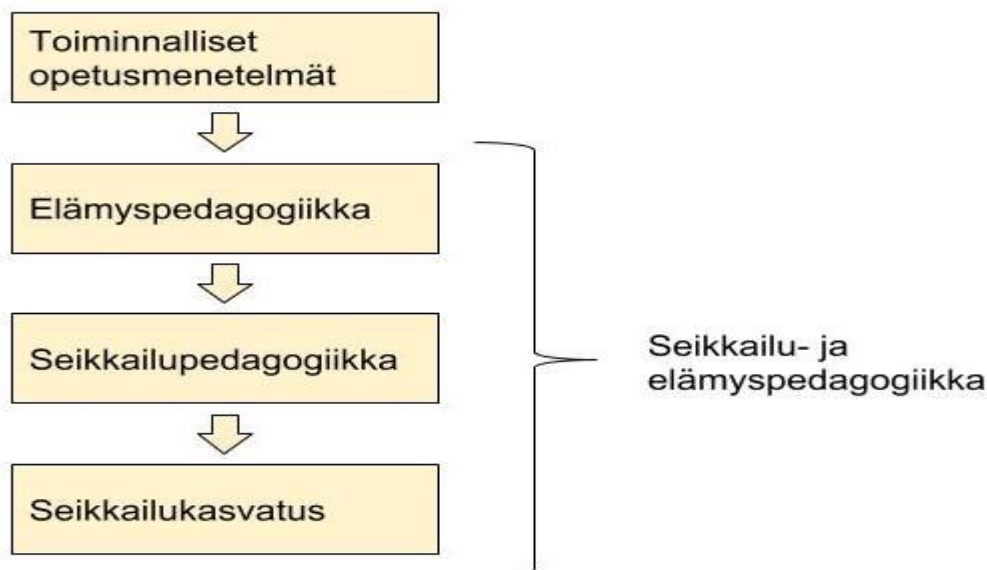 Toiminnalliset
opetusmenetelmät
Elämyspedagogiikka
Seikkailupedagogiikka
Seikkailukasvatus
Seikkailu- ja
elämyspedagogiikka